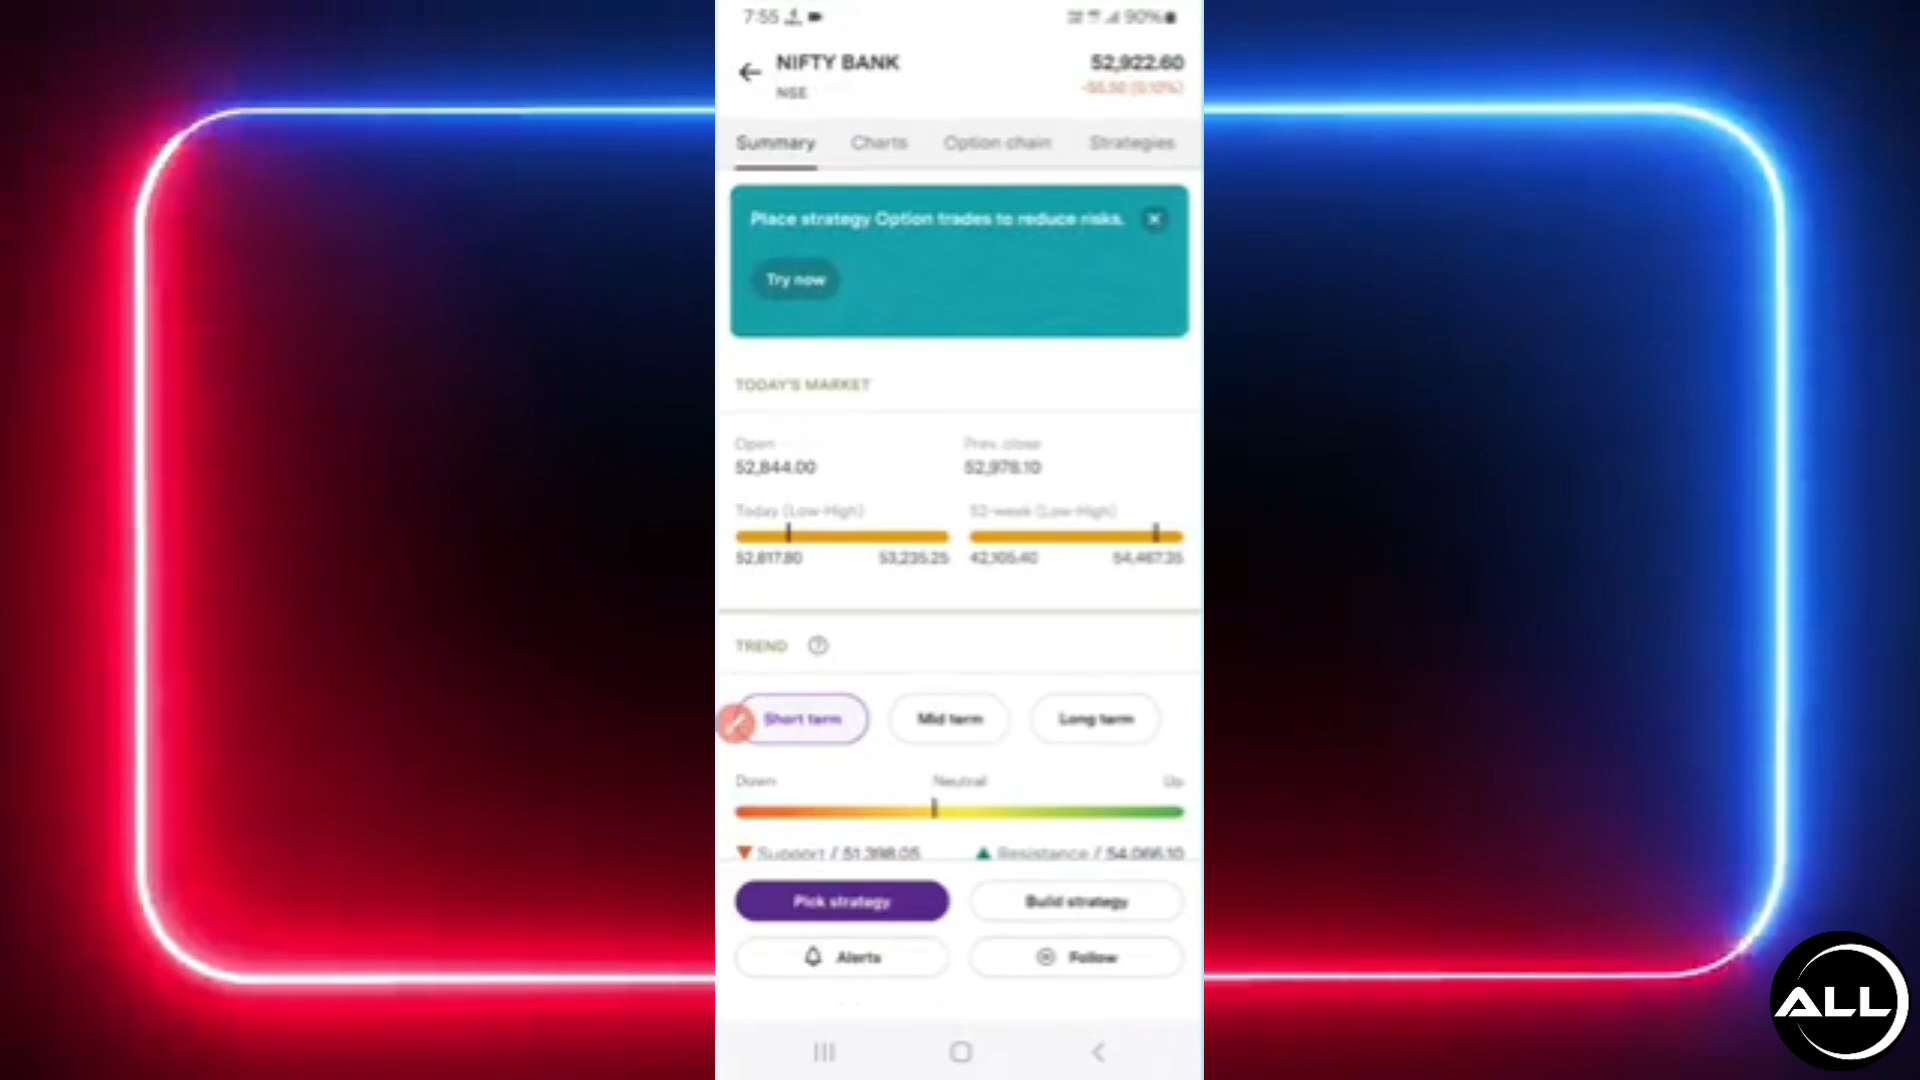 7:55
90%
NIFTY BANK
52,922.60
NSE
-55.50 (0.10%)
Summary
Charts
Option chain
Strategies
Place strategy Option trades to reduce risks.
Try now
TODAY'S MARKET
Open
Prev. close
52,844.00
52,978.10
Today (Low-High)
52-week (Low-High)
52,817.80
53,235.25
42,105.40
54,467.35
TREND
Short term
Mid term
Long term
Down
Neutral
Up
Support / 51,398.05
Resistance / 54,066.10
Pick strategy
Build strategy
Alerts
Follow
ALL